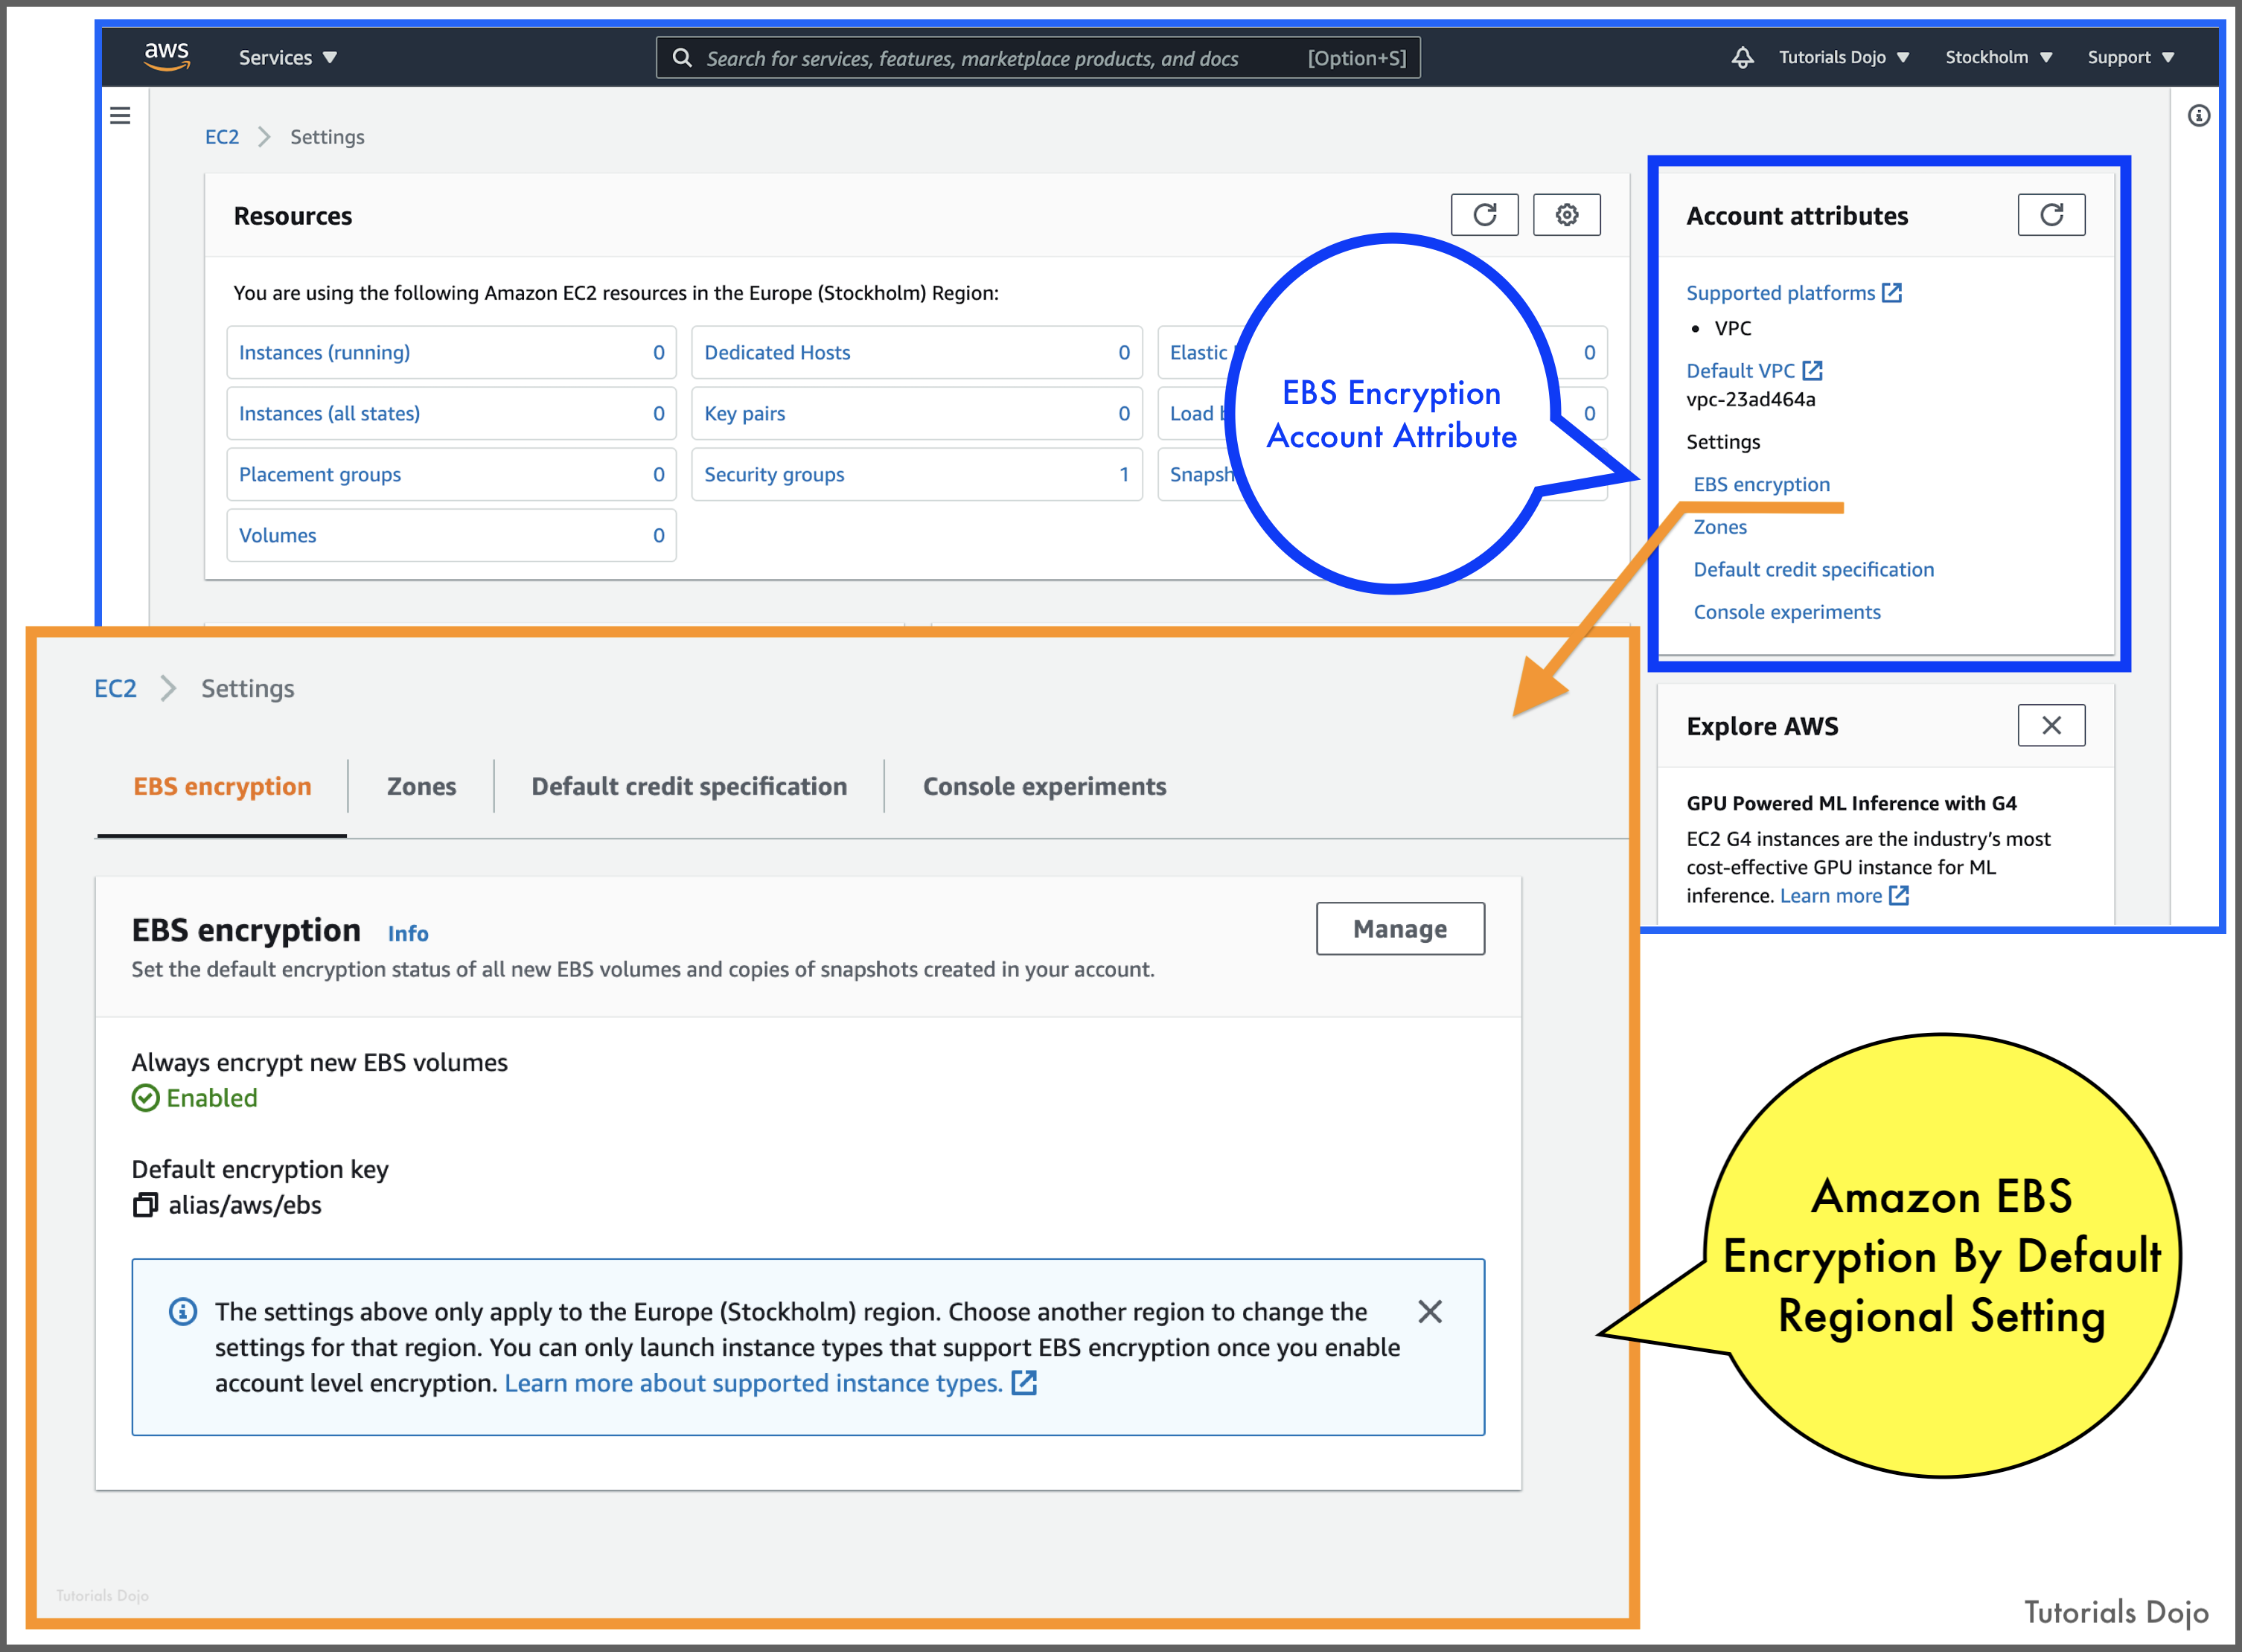 aws
Services
Search for services, features, marketplace products, and docs
[Option+S]
Tutorials Dojo
Stockholm
Support
EC2
Settings
Resources
You are using the following Amazon EC2 resources in the Europe (Stockholm) Region:
Instances (running) 0
Dedicated Hosts 0
Elastic
0
Instances (all states) 0
Key pairs 0
Load
0
Placement groups 0
Security groups 1
Volumes 0
EBS Encryption
Account Attribute
Account attributes
Supported platforms
• VPC
Default VPC
vpc-23ad464a
Settings
EBS encryption
Zones
Default credit specification
Console experiments
Explore AWS
GPU Powered ML Inference with G4
EC2 G4 instances are the industry's most
cost-effective GPU instance for ML
inference. Learn more
EC2
Settings
EBS encryption
Zones
Default credit specification
Console experiments
EBS encryption Info
Manage
Set the default encryption status of all new EBS volumes and copies of snapshots created in your account.
Always encrypt new EBS volumes
Enabled
Default encryption key
alias/aws/ebs
The settings above only apply to the Europe (Stockholm) region. Choose another region to change the
settings for that region. You can only launch instance types that support EBS encryption once you enable
account level encryption. Learn more about supported instance types.
Amazon EBS
Encryption By Default
Regional Setting
Tutorials Dojo
Tutorials Dojo